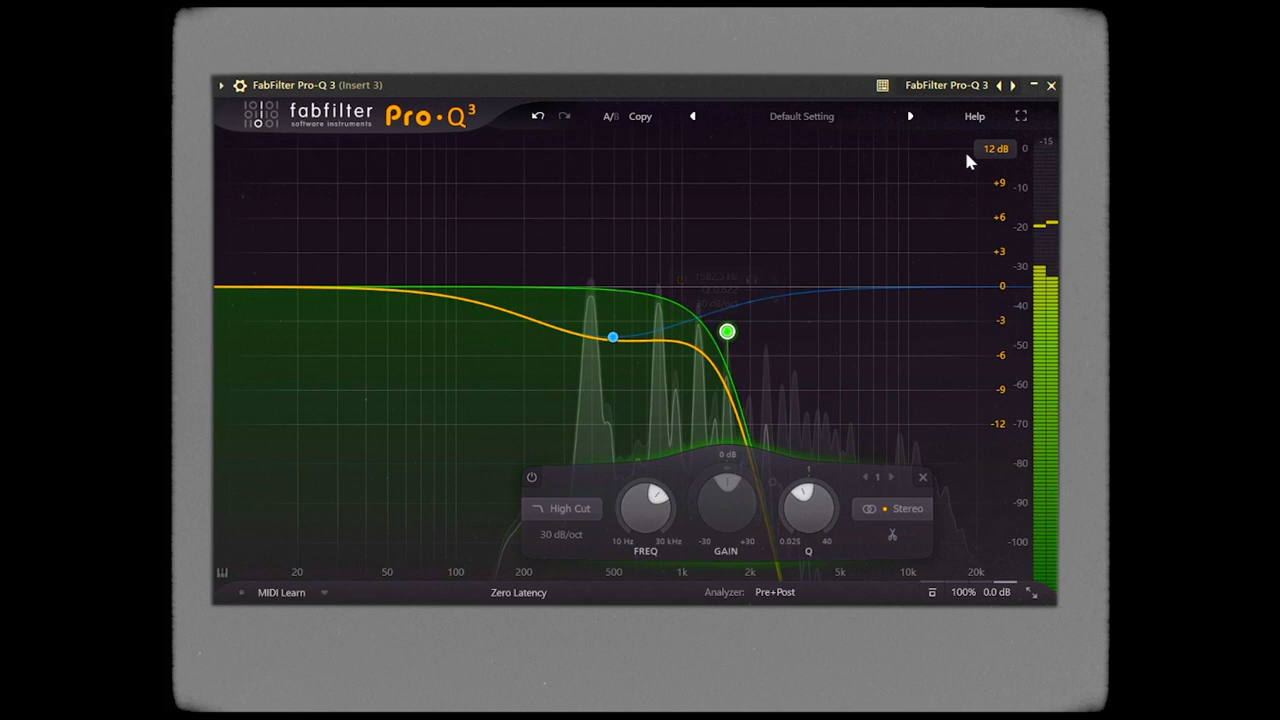 FabFilter Pro-Q 3 (Insert 3)
FabFilter Pro-Q 3
fabfilter
software instruments
Pro·Q3
A/B Copy
Default Setting
Help
12 dB 0 -15
+9 -10
+6 -20
+3 -30
0 -40
-3 -50
-6 -60
-9 -70
-12 -80
-90
-100
0 dB
1
1
High Cut
Stereo
30 dB/oct
10 Hz 30 kHz
-30 +30
0.025 40
FREQ
GAIN
Q
20 50 100 200 500 1k 2k 5k 10k 20k
MIDI Learn
Zero Latency
Analyzer: Pre+Post
100% 0.0 dB